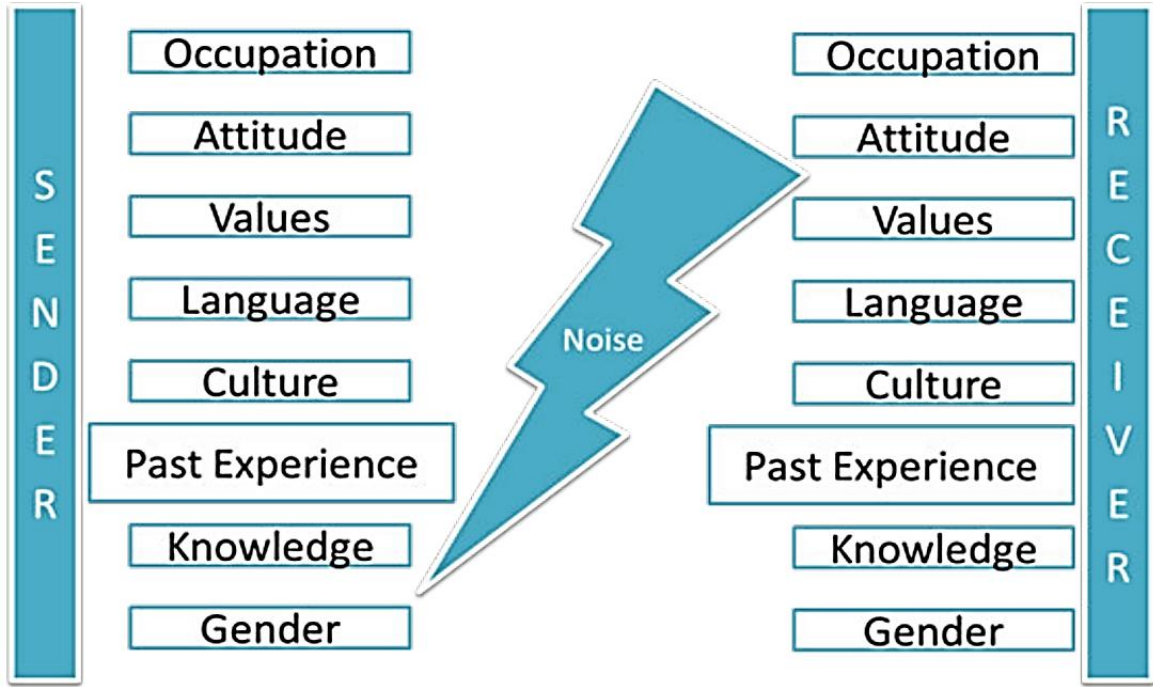 SENDER
Occupation
Attitude
Values
Language
Culture
Past Experience
Knowledge
Gender
Noise
Occupation
Attitude
Values
Language
Culture
Past Experience
Knowledge
Gender
RECEIVER